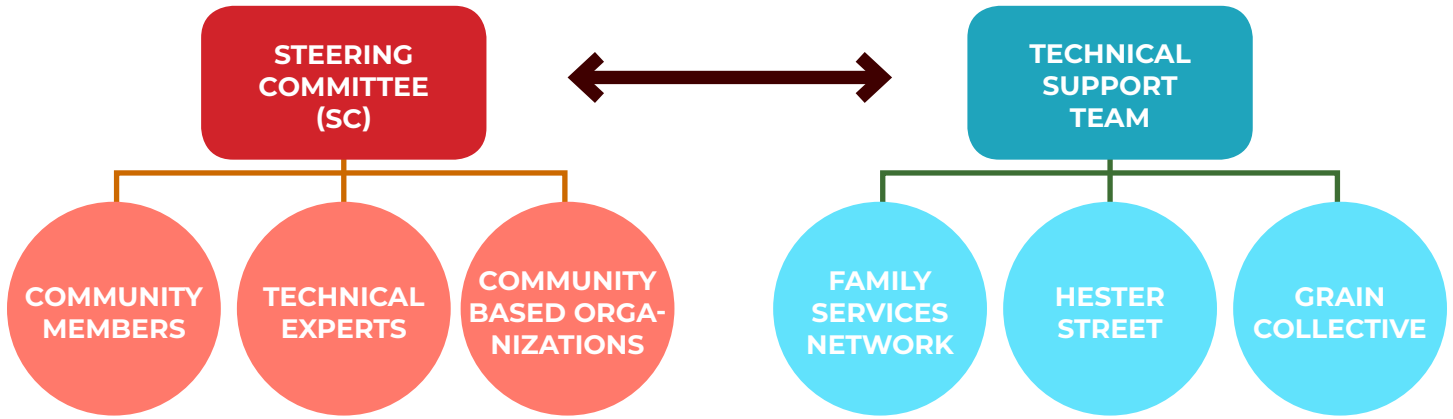 STEERING
COMMITTEE
(SC)
TECHNICAL
SUPPORT
TEAM
COMMUNITY
MEMBERS
TECHNICAL
EXPERTS
COMMUNITY
BASED ORGA-
NIZATIONS
FAMILY
SERVICES
NETWORK
HESTER
STREET
GRAIN
COLLECTIVE